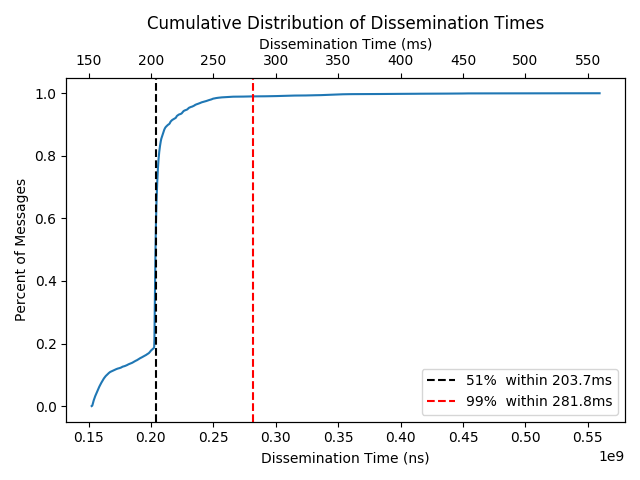 Cumulative Distribution of Dissemination Times
Dissemination Time (ms)
150 200 250 300 350 400 450 500 550
1.0
0.8
0.6
0.4
0.2
0.0
Percent of Messages
51%  within 203.7ms
99%  within 281.8ms
0.15 0.20 0.25 0.30 0.35 0.40 0.45 0.50 0.55
1e9
Dissemination Time (ns)